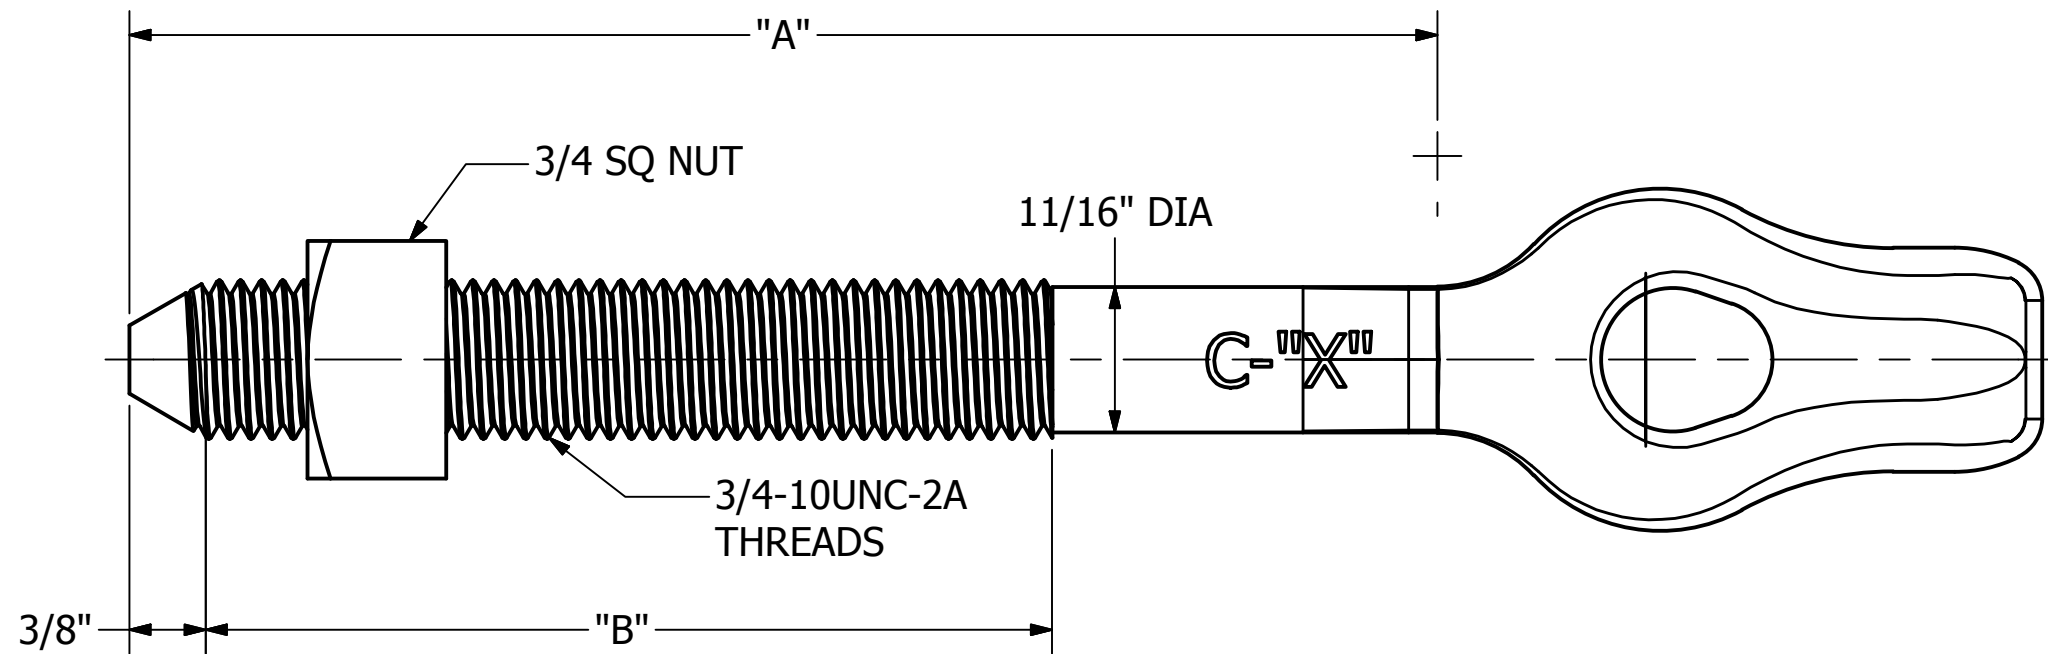 "A"
3/4 SQ NUT
11/16" DIA
C-"X"
3/4-10UNC-2A
THREADS
3/8"
"B"